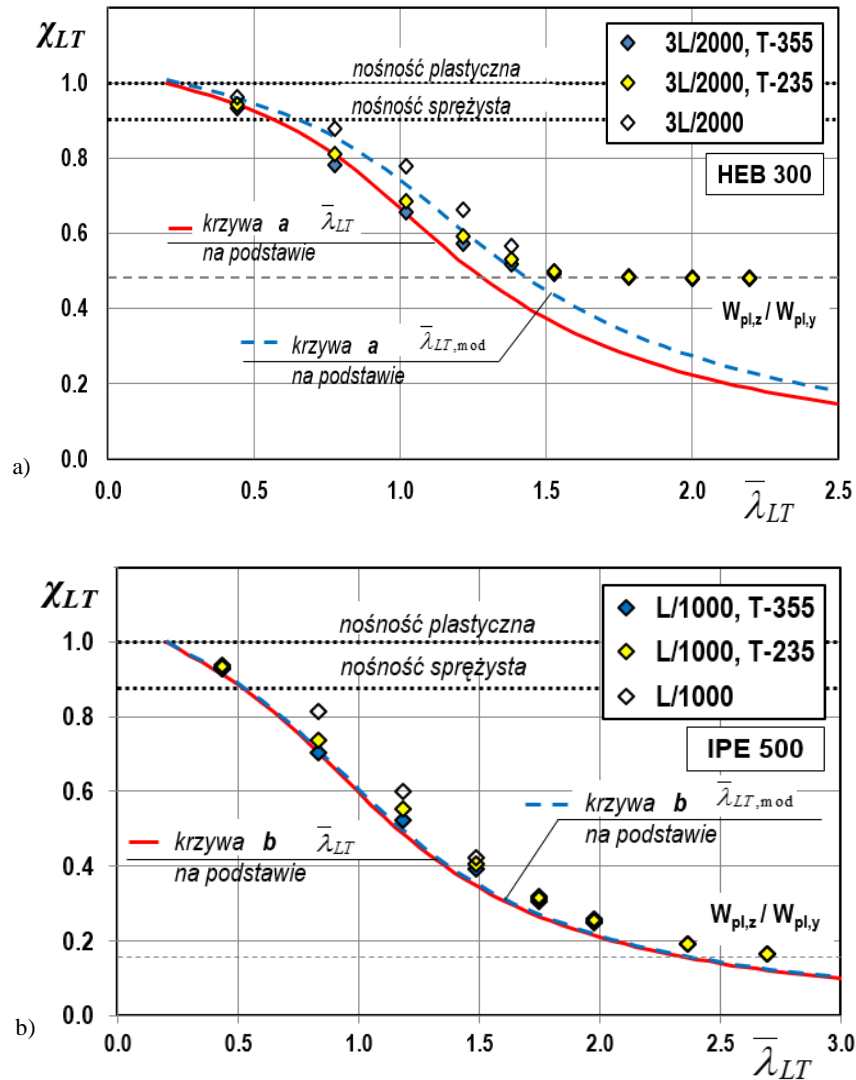 χLT
3L/2000, T-355
3L/2000, T-235
3L/2000
HEB 300
nośność plastyczna
nośność sprężysta
krzywa a λ̅LT
na podstawie
krzywa a λ̅LT,mod
na podstawie
Wpl,z / Wpl,y
1.0
0.8
0.6
0.4
0.2
0.0
a)
0.0 0.5 1.0 1.5 2.0 2.5
λ̅LT
χLT
L/1000, T-355
L/1000, T-235
L/1000
IPE 500
nośność plastyczna
nośność sprężysta
krzywa b λ̅LT,mod
na podstawie
krzywa b λ̅LT
na podstawie
Wpl,z / Wpl,y
1.0
0.8
0.6
0.4
0.2
0.0
b)
0.0 0.5 1.0 1.5 2.0 2.5 3.0
λ̅LT